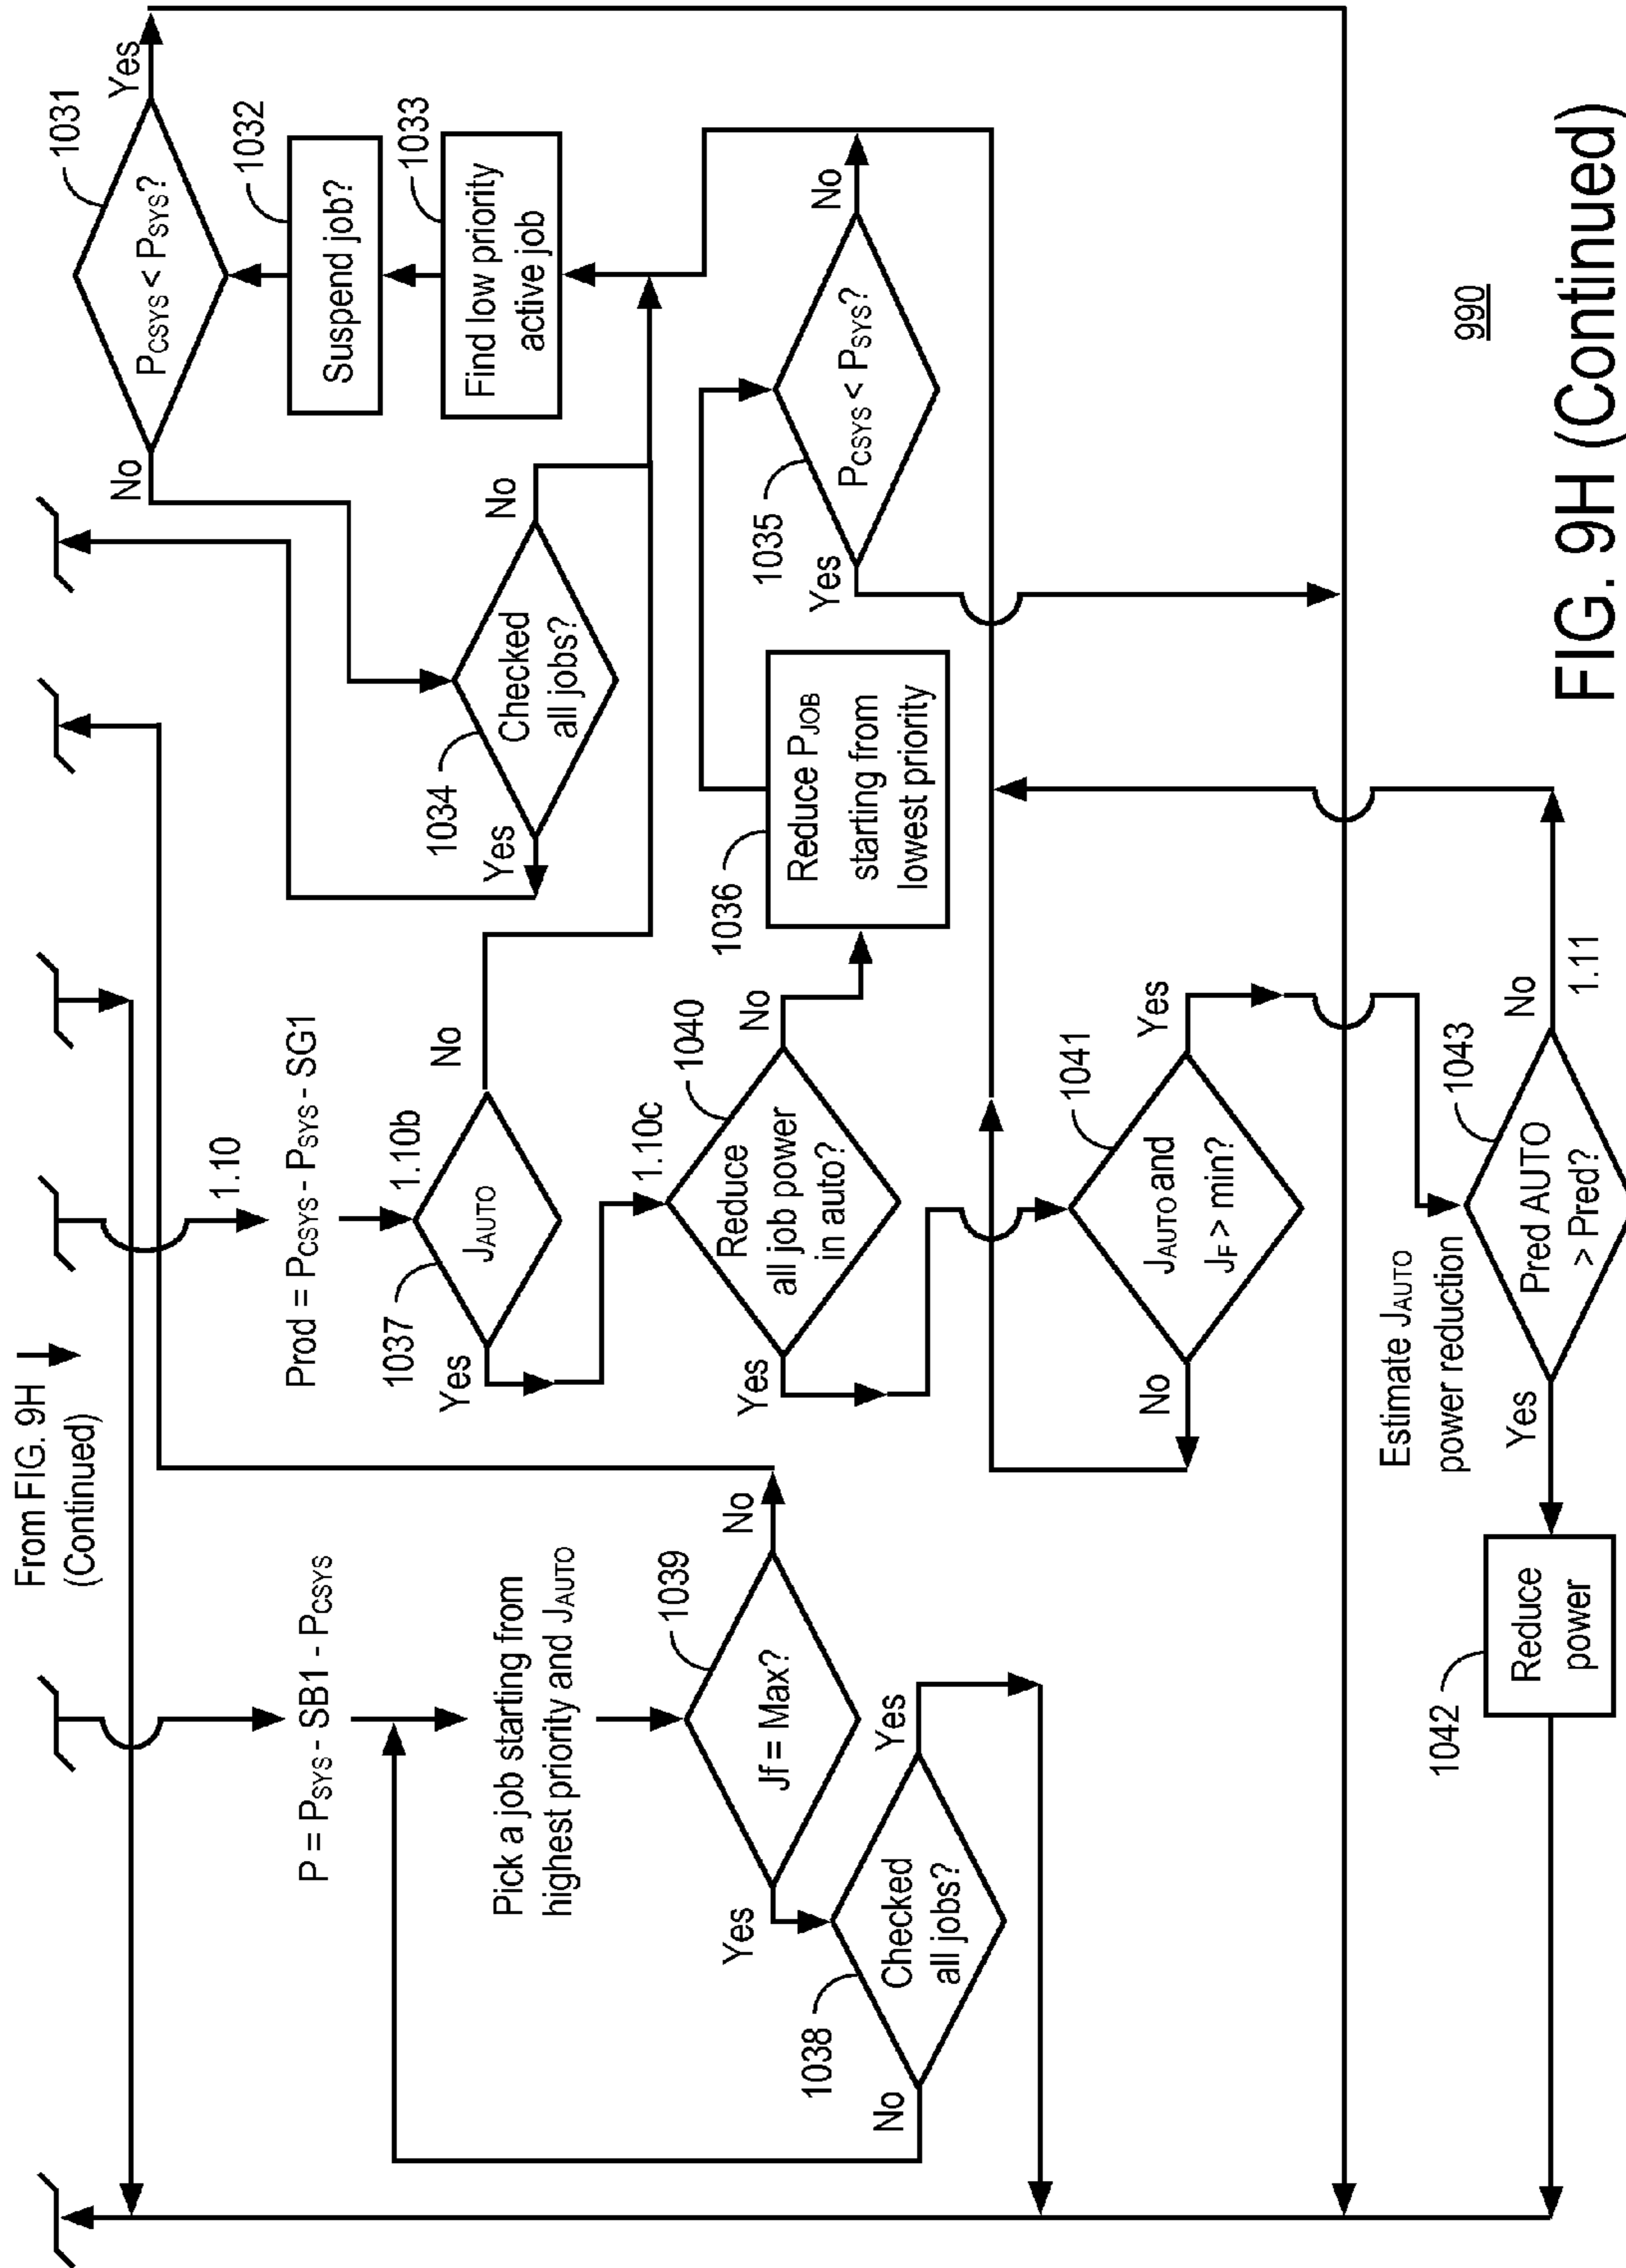 From FIG. 9H
(Continued)
P = PSYS - SB1 - PCSYS
Pick a job starting from
highest priority and JAUTO
Jf = Max?
1039
No
Yes
Checked
all jobs?
1038
Yes
No
1.10
Prod = PCSYS - PSYS - SG1
1.10b
JAUTO
1037
No
Yes
1.10c
Reduce
all job power
in auto?
1040
No
Yes
JAUTO and
JF > min?
1041
Yes
No
Estimate JAUTO
power reduction
Pred AUTO
> Pred?
1043
No
1.11
Yes
Reduce
power
1042
PCSYS < PSYS?
1031
Yes
No
Suspend job?
1032
Find low priority
active job
1033
Checked
all jobs?
1034
No
Yes
PCSYS < PSYS?
1035
No
Yes
Reduce PJOB
starting from
lowest priority
1036
990
FIG. 9H (Continued)